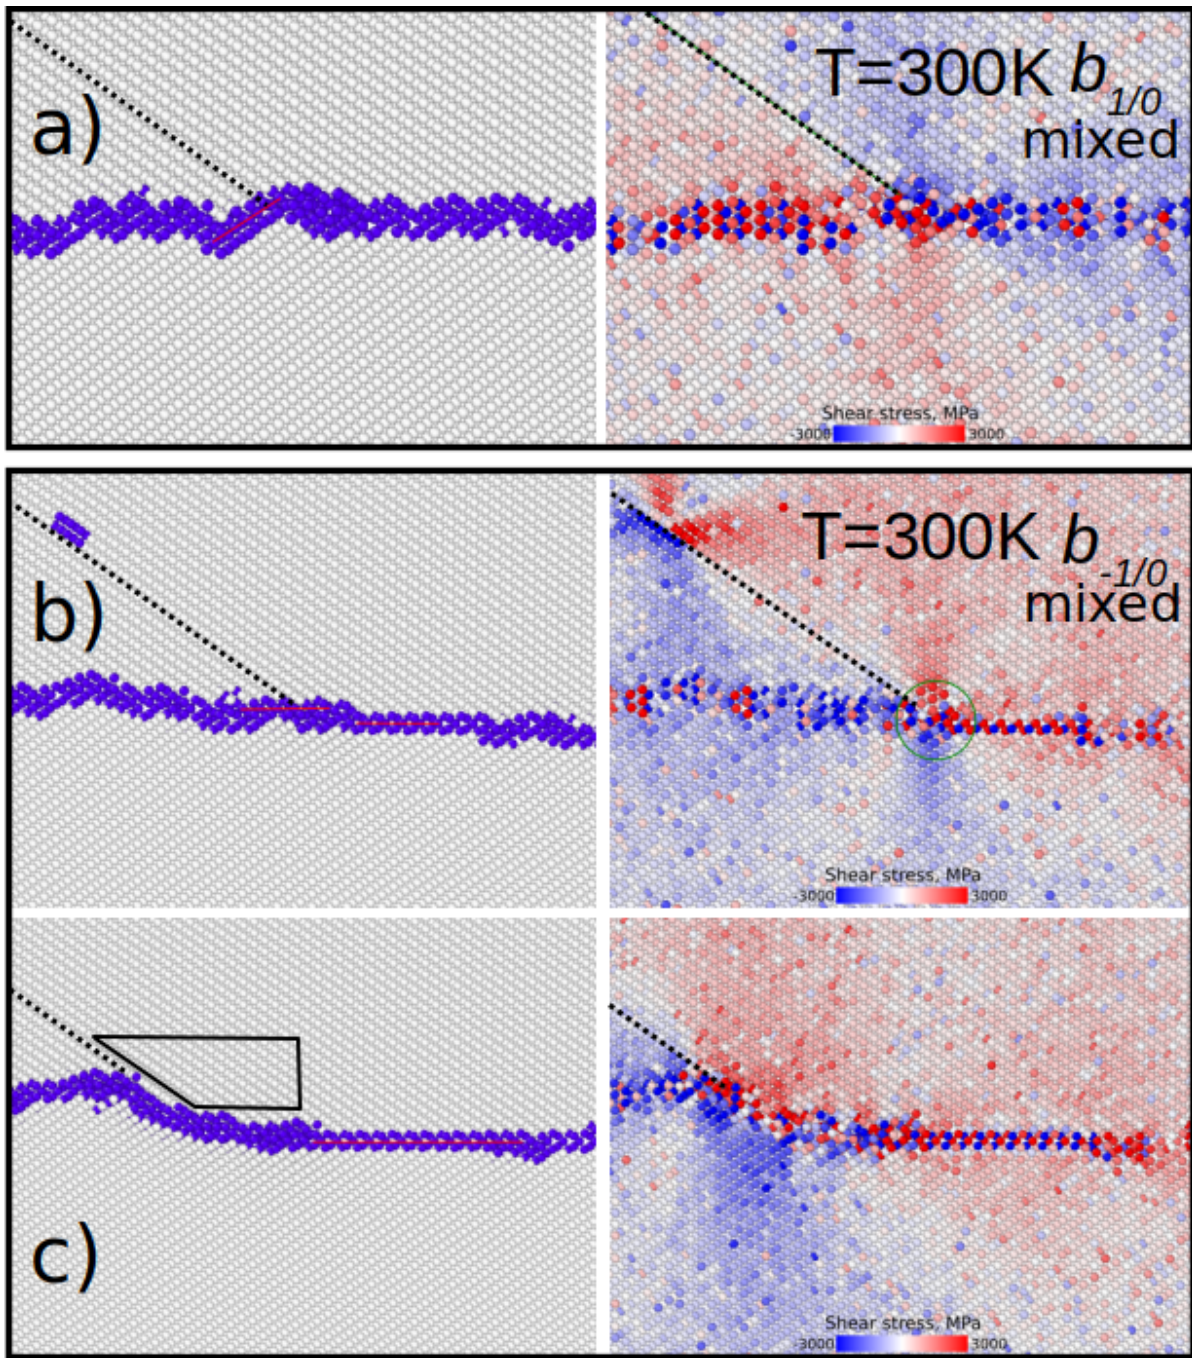 a)
T=300K b1/0
mixed
Shear stress, MPa
-3000 3000
b)
T=300K b-1/0
mixed
Shear stress, MPa
-3000 3000
c)
Shear stress, MPa
-3000 3000